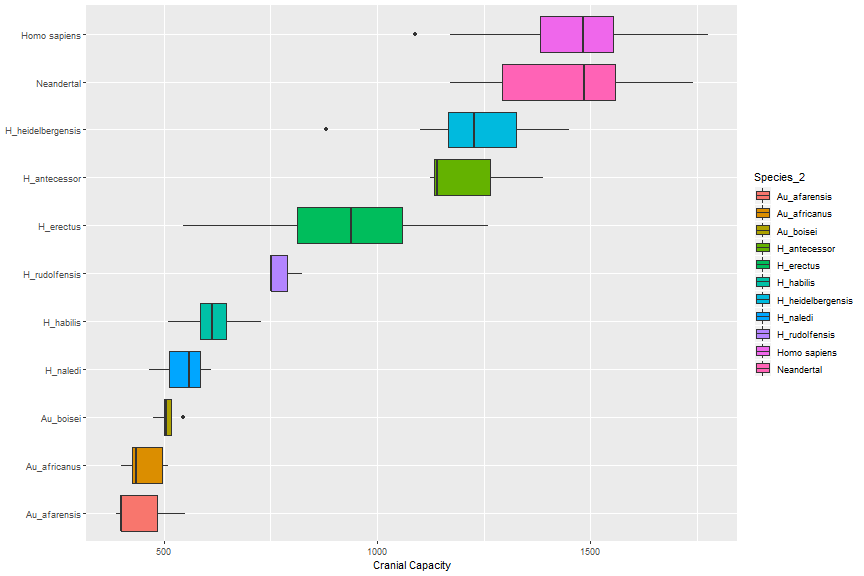 Homo sapiens
Neandertal
H_heidelbergensis
H_antecessor
H_erectus
H_rudolfensis
H_habilis
H_naledi
Au_boisei
Au_africanus
Au_afarensis
500 1000 1500
Cranial Capacity
Species_2
Au_afarensis
Au_africanus
Au_boisei
H_antecessor
H_erectus
H_habilis
H_heidelbergensis
H_naledi
H_rudolfensis
Homo sapiens
Neandertal